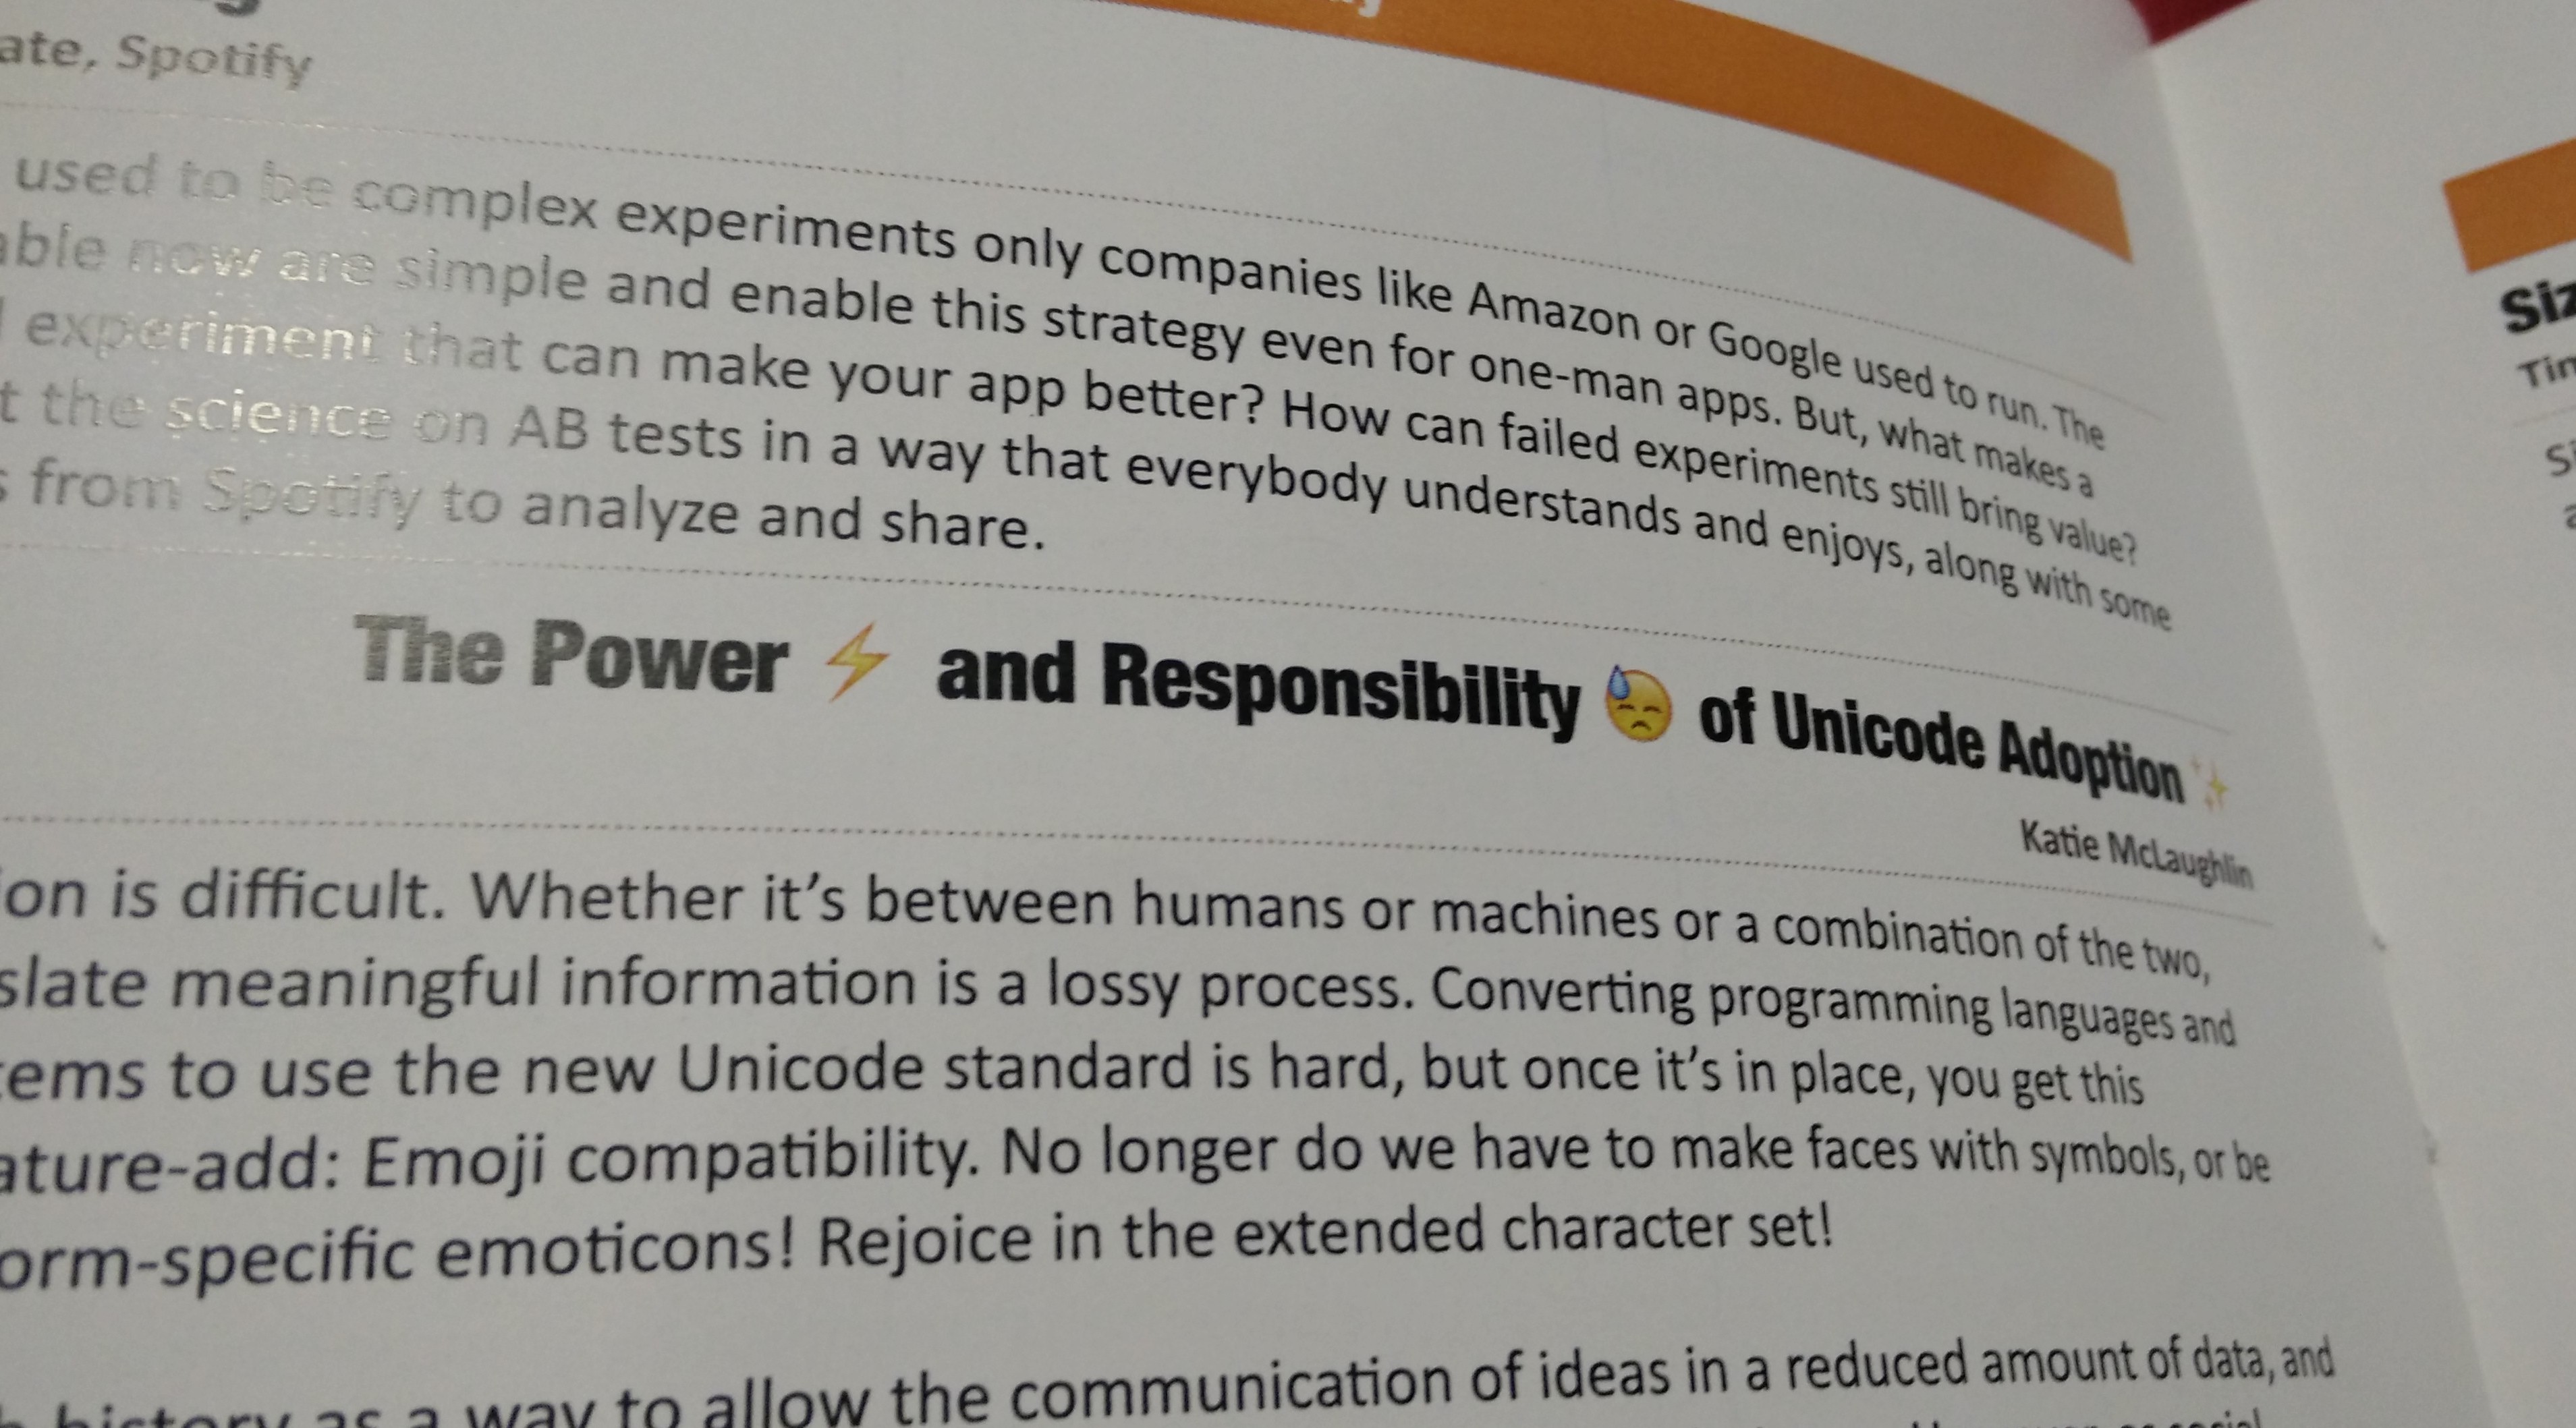 ate, Spotify
used to be complex experiments only companies like Amazon or Google used to run. The
able now are simple and enable this strategy even for one-man apps. But, what makes a
experiment that can make your app better? How can failed experiments still bring value?
t the science on AB tests in a way that everybody understands and enjoys, along with some
s from Spotify to analyze and share.
The Power ⚡ and Responsibility 😓 of Unicode Adoption ✨
Katie McLaughlin
ion is difficult. Whether it's between humans or machines or a combination of the two,
slate meaningful information is a lossy process. Converting programming languages and
tems to use the new Unicode standard is hard, but once it's in place, you get this
ature-add: Emoji compatibility. No longer do we have to make faces with symbols, or be
orm-specific emoticons! Rejoice in the extended character set!
history as a way to allow the communication of ideas in a reduced amount of data, and
Siz
Tin